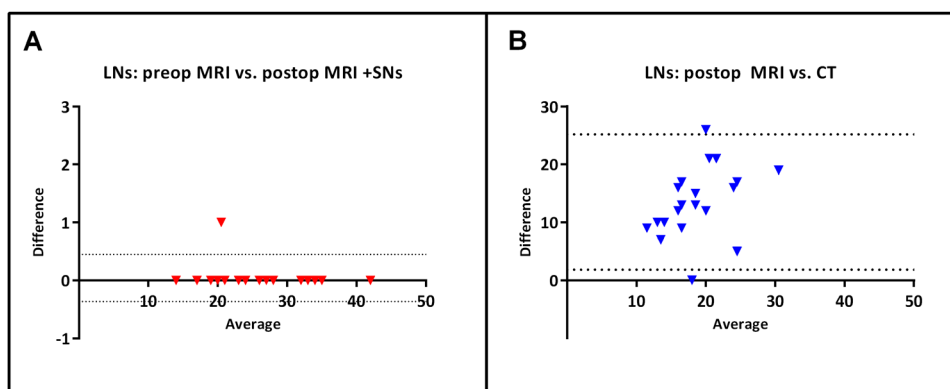 A
LNs: preop MRI vs. postop MRI +SNs
3
2
1
0
-1
Difference
10 20 30 40 50
Average
B
LNs: postop MRI vs. CT
30
20
10
0
Difference
10 20 30 40 50
Average